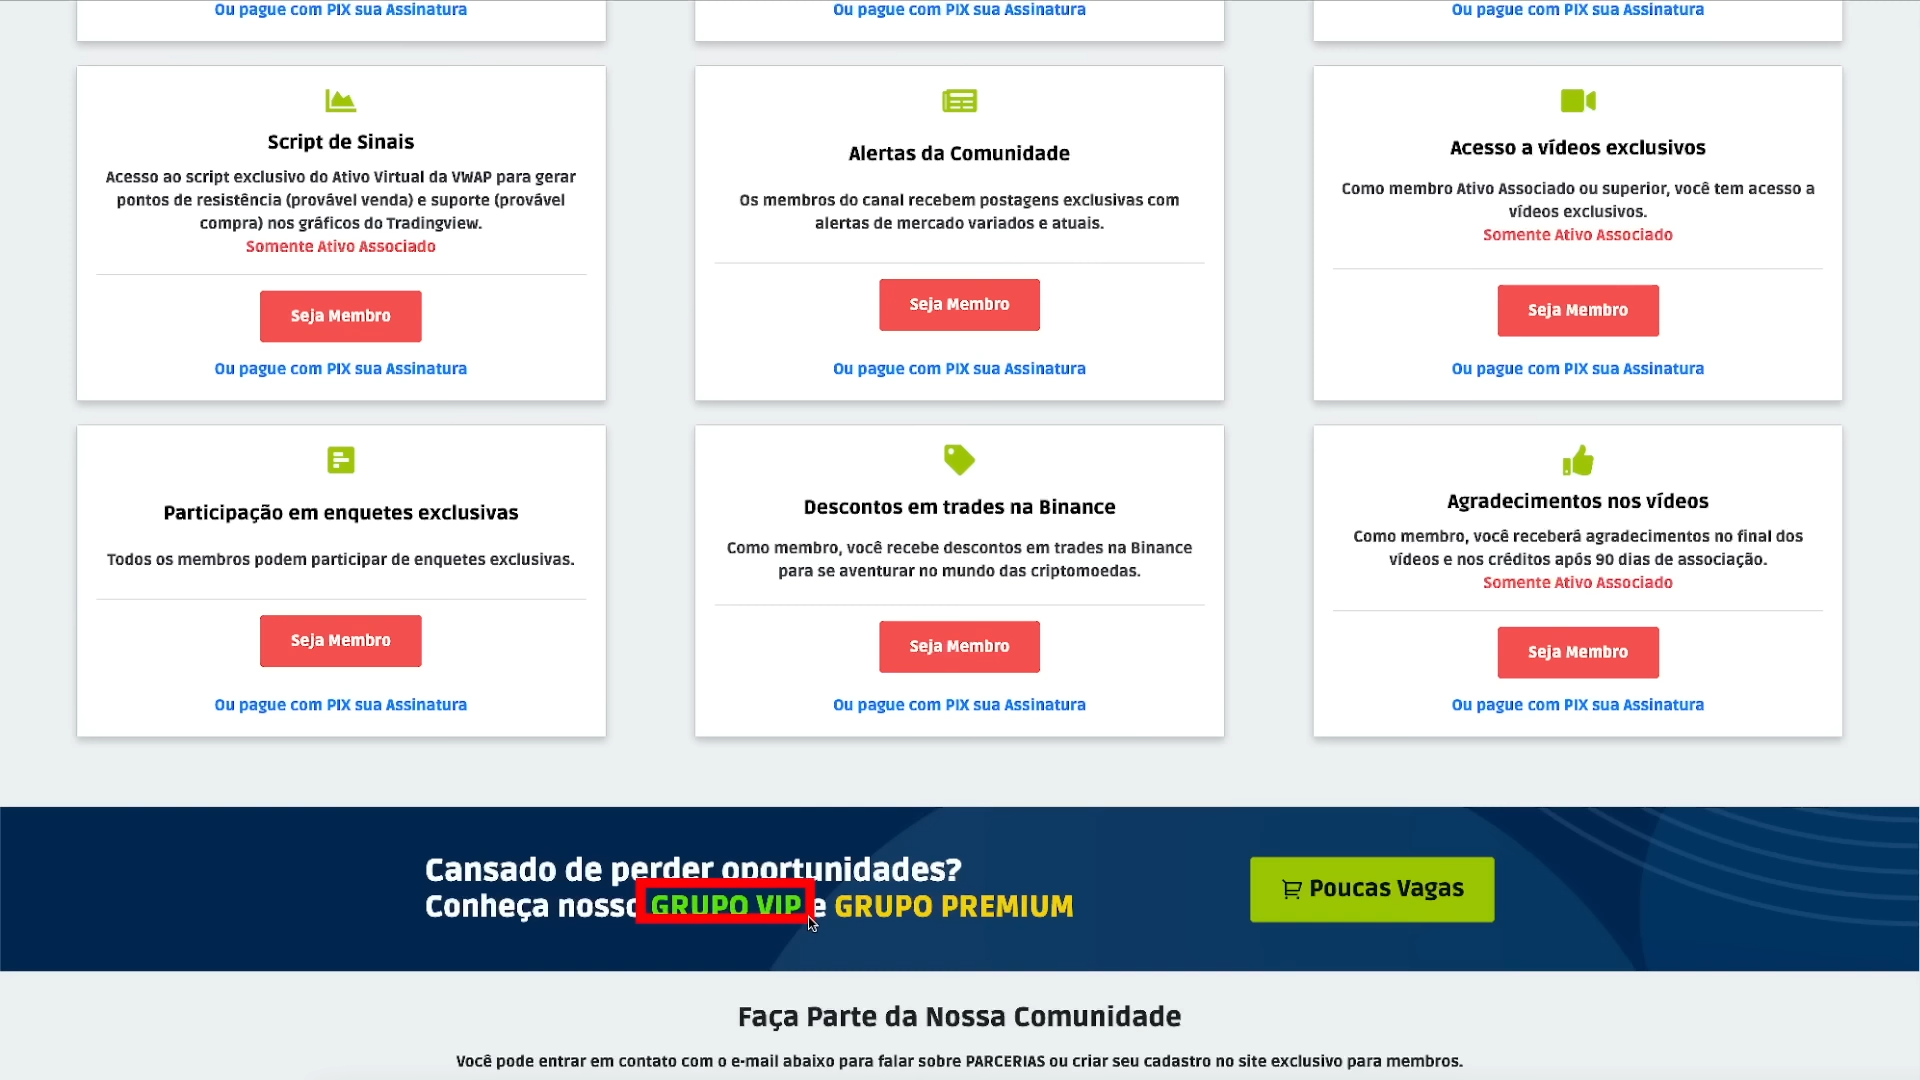 Ou pague com PIX sua Assinatura
Ou pague com PIX sua Assinatura
Ou pague com PIX sua Assinatura
Script de Sinais
Acesso ao script exclusivo do Ativo Virtual da VWAP para gerar
pontos de resistência (provável venda) e suporte (provável
compra) nos gráficos do Tradingview.
Somente Ativo Associado
Seja Membro
Ou pague com PIX sua Assinatura
Alertas da Comunidade
Os membros do canal recebem postagens exclusivas com
alertas de mercado variados e atuais.
Seja Membro
Ou pague com PIX sua Assinatura
Acesso a vídeos exclusivos
Como membro Ativo Associado ou superior, você tem acesso a
vídeos exclusivos.
Somente Ativo Associado
Seja Membro
Ou pague com PIX sua Assinatura
Participação em enquetes exclusivas
Todos os membros podem participar de enquetes exclusivas.
Seja Membro
Ou pague com PIX sua Assinatura
Descontos em trades na Binance
Como membro, você recebe descontos em trades na Binance
para se aventurar no mundo das criptomoedas.
Seja Membro
Ou pague com PIX sua Assinatura
Agradecimentos nos vídeos
Como membro, você receberá agradecimentos no final dos
vídeos e nos créditos após 90 dias de associação.
Somente Ativo Associado
Seja Membro
Ou pague com PIX sua Assinatura
Cansado de perder oportunidades?
Conheça nosso GRUPO VIP e GRUPO PREMIUM
Poucas Vagas
Faça Parte da Nossa Comunidade
Você pode entrar em contato com o e-mail abaixo para falar sobre PARCERIAS ou criar seu cadastro no site exclusivo para membros.